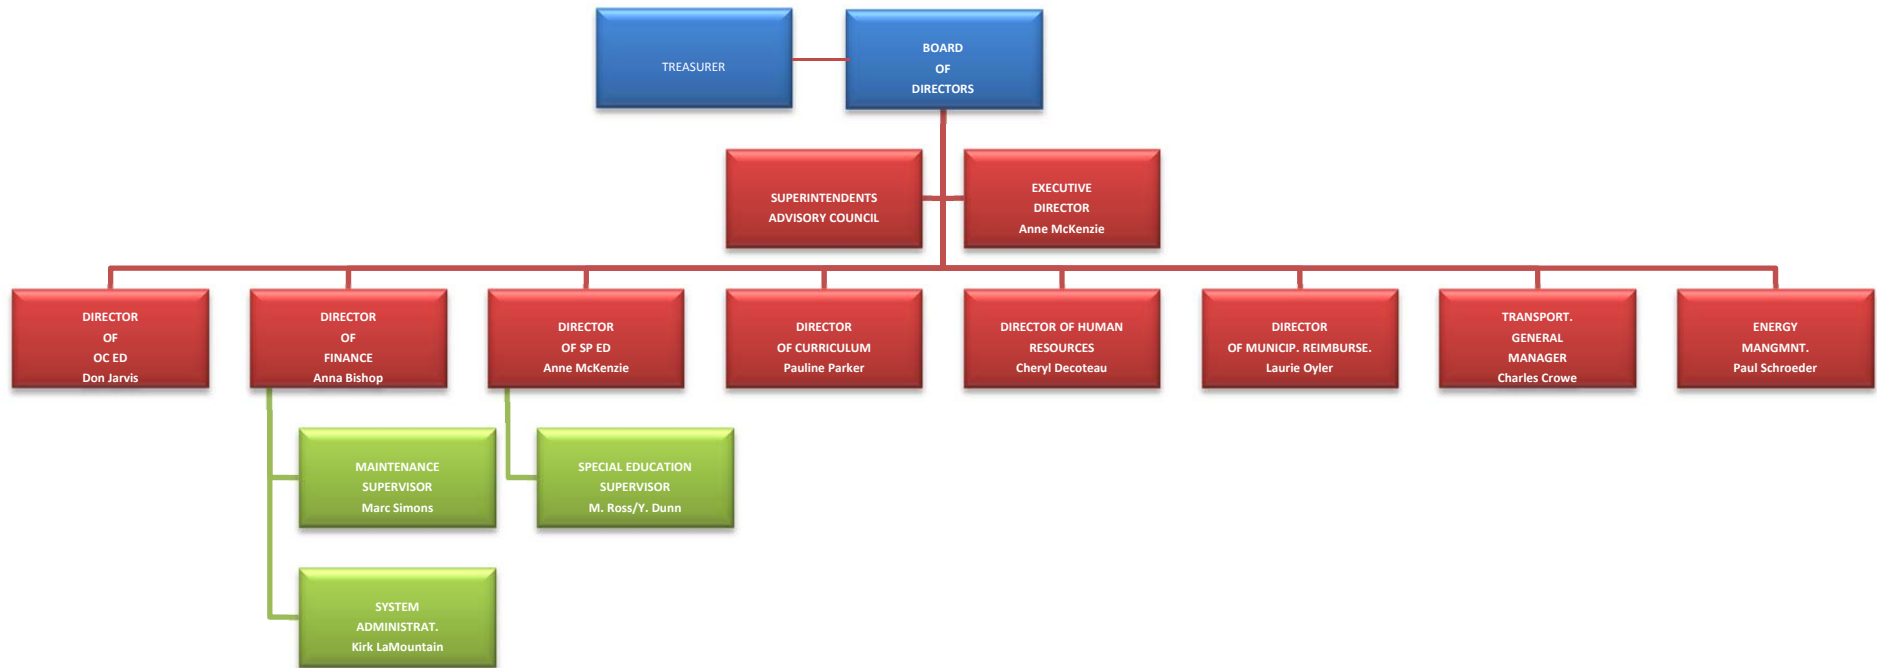 TREASURER
BOARD
OF
DIRECTORS
SUPERINTENDENTS
ADVISORY COUNCIL
EXECUTIVE
DIRECTOR
Anne McKenzie
DIRECTOR
OF
OC ED
Don Jarvis
DIRECTOR
OF
FINANCE
Anna Bishop
DIRECTOR
OF SP ED
Anne McKenzie
DIRECTOR
OF CURRICULUM
Pauline Parker
DIRECTOR OF HUMAN
RESOURCES
Cheryl Decoteau
DIRECTOR
OF MUNICIP. REIMBURSE.
Laurie Oyler
TRANSPORT.
GENERAL
MANAGER
Charles Crowe
ENERGY
MANGMNT.
Paul Schroeder
MAINTENANCE
SUPERVISOR
Marc Simons
SPECIAL EDUCATION
SUPERVISOR
M. Ross/Y. Dunn
SYSTEM
ADMINISTRAT.
Kirk LaMountain